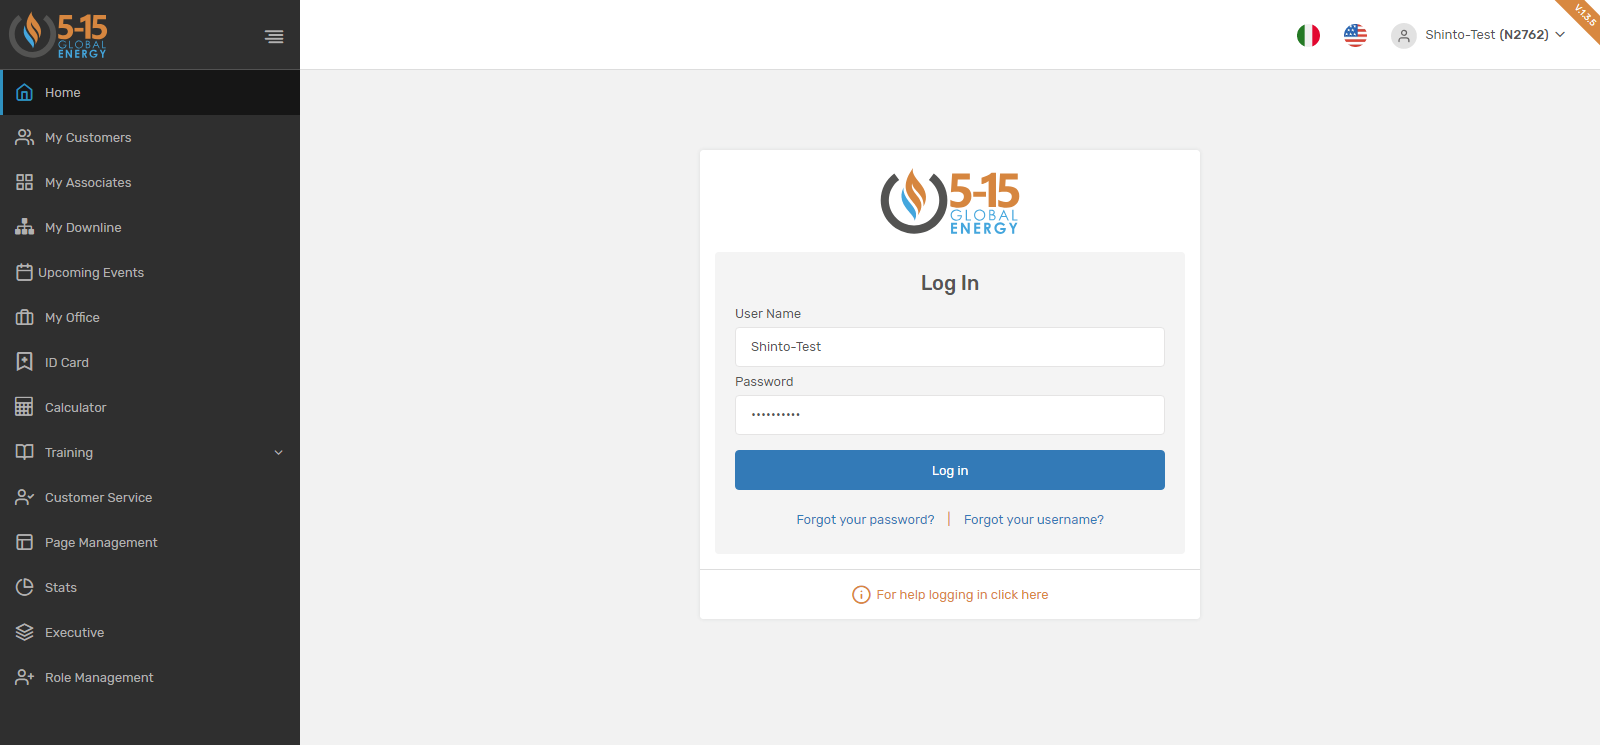 5-15
GLOBAL
ENERGY
Shinto-Test (N2762)
V.1.3.5
Home
My Customers
My Associates
My Downline
Upcoming Events
My Office
ID Card
Calculator
Training
Customer Service
Page Management
Stats
Executive
Role Management
5-15
GLOBAL
ENERGY
Log In
User Name
Shinto-Test
Password
••••••••••
Log in
Forgot your password? | Forgot your username?
For help logging in click here